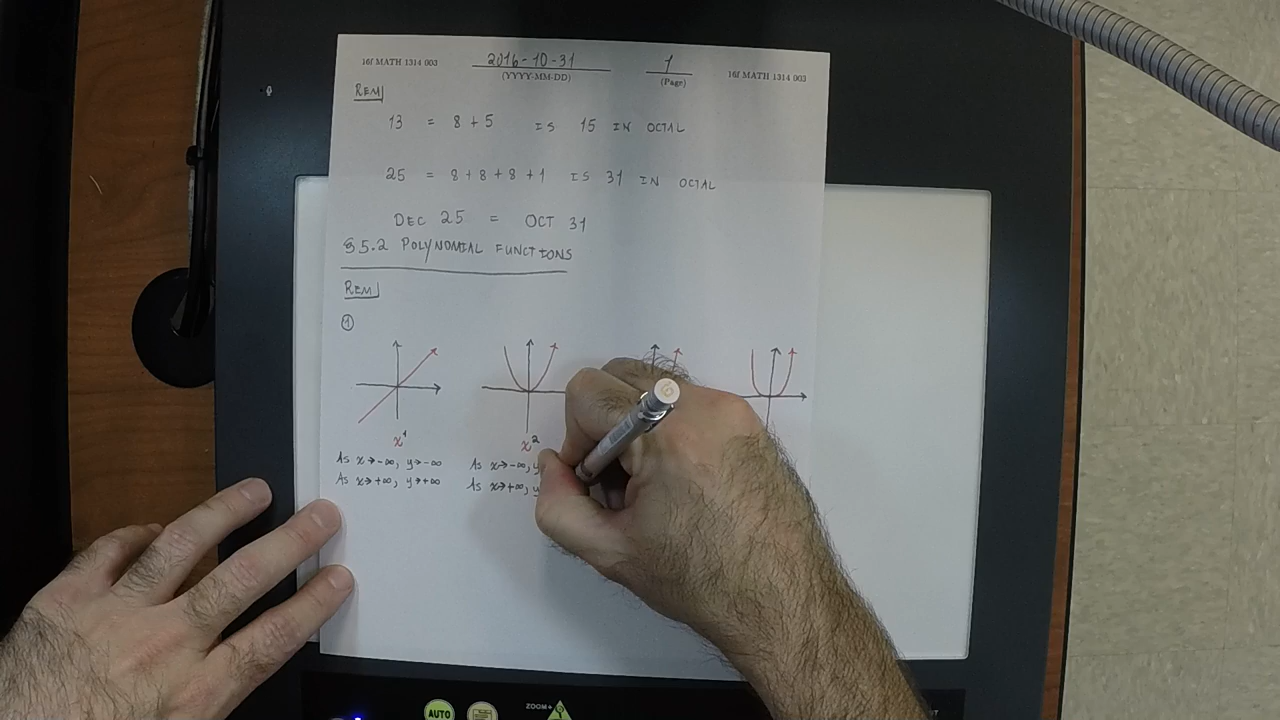 16f MATH 1314 003 2016-10-31 1 16f MATH 1314 003
(YYYY-MM-DD) (Page)
REM
13 = 8 + 5 IS 15 IN OCTAL
25 = 8 + 8 + 8 + 1 IS 31 IN OCTAL
DEC 25 = OCT 31
§5.2 POLYNOMIAL FUNCTIONS
REM
①
x¹ x²
As x→-∞, y→-∞ As x→-∞, y
As x→+∞, y→+∞ As x→+∞, y
AUTO ZOOM+